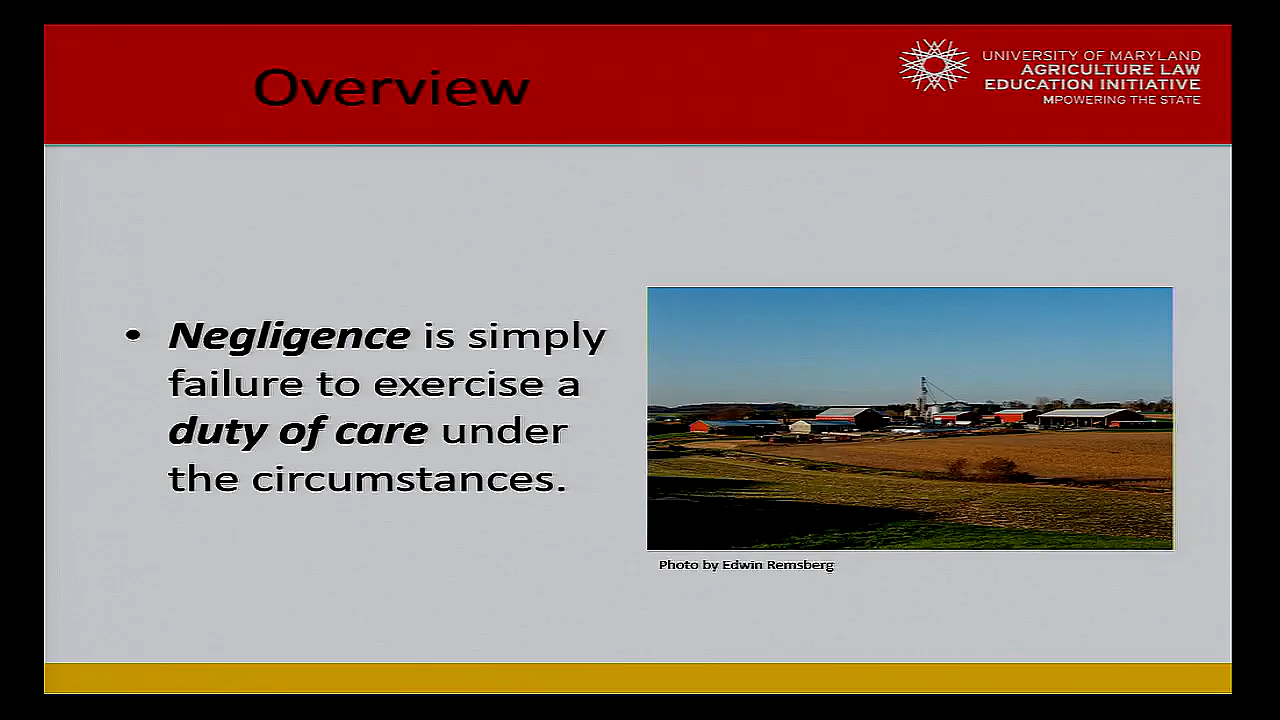 Overview
UNIVERSITY OF MARYLAND
AGRICULTURE LAW
EDUCATION INITIATIVE
MPOWERING THE STATE
• Negligence is simply
failure to exercise a
duty of care under
the circumstances.
Photo by Edwin Remsberg